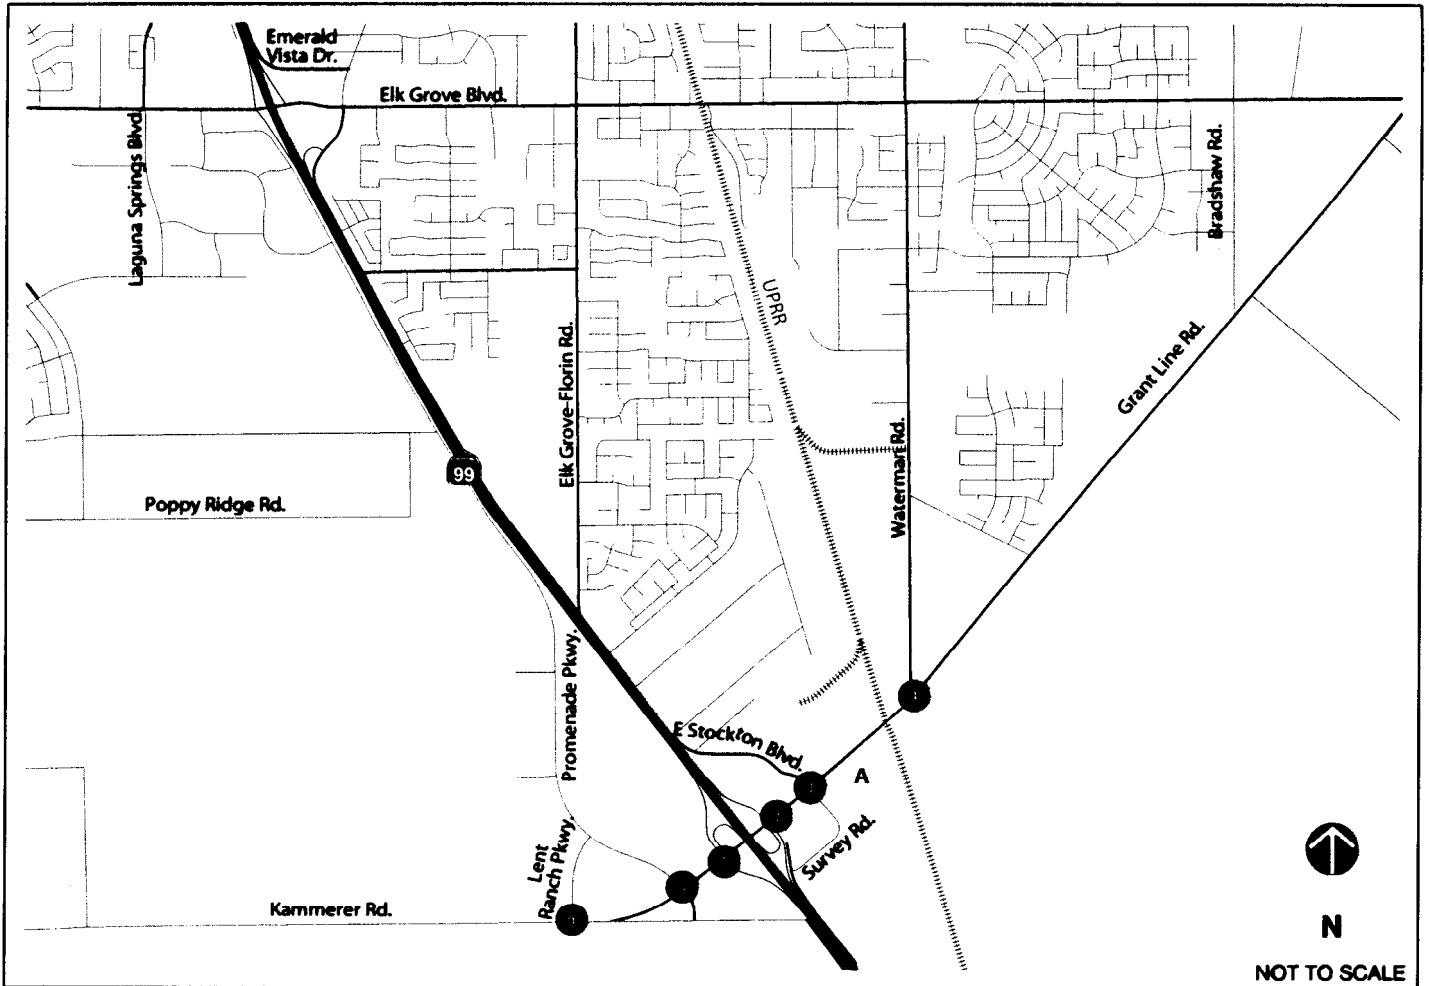 Emerald
Vista Dr.
Elk Grove Blvd.
Laguna Springs Blvd.
Bradshaw Rd.
UPRR
Elk Grove-Florin Rd.
Grant Line Rd.
99
Waterman Rd.
Poppy Ridge Rd.
Promenade Pkwy.
E Stockton Blvd.
A
Survey Rd.
Lent
Ranch Pkwy.
Kammerer Rd.
N
NOT TO SCALE